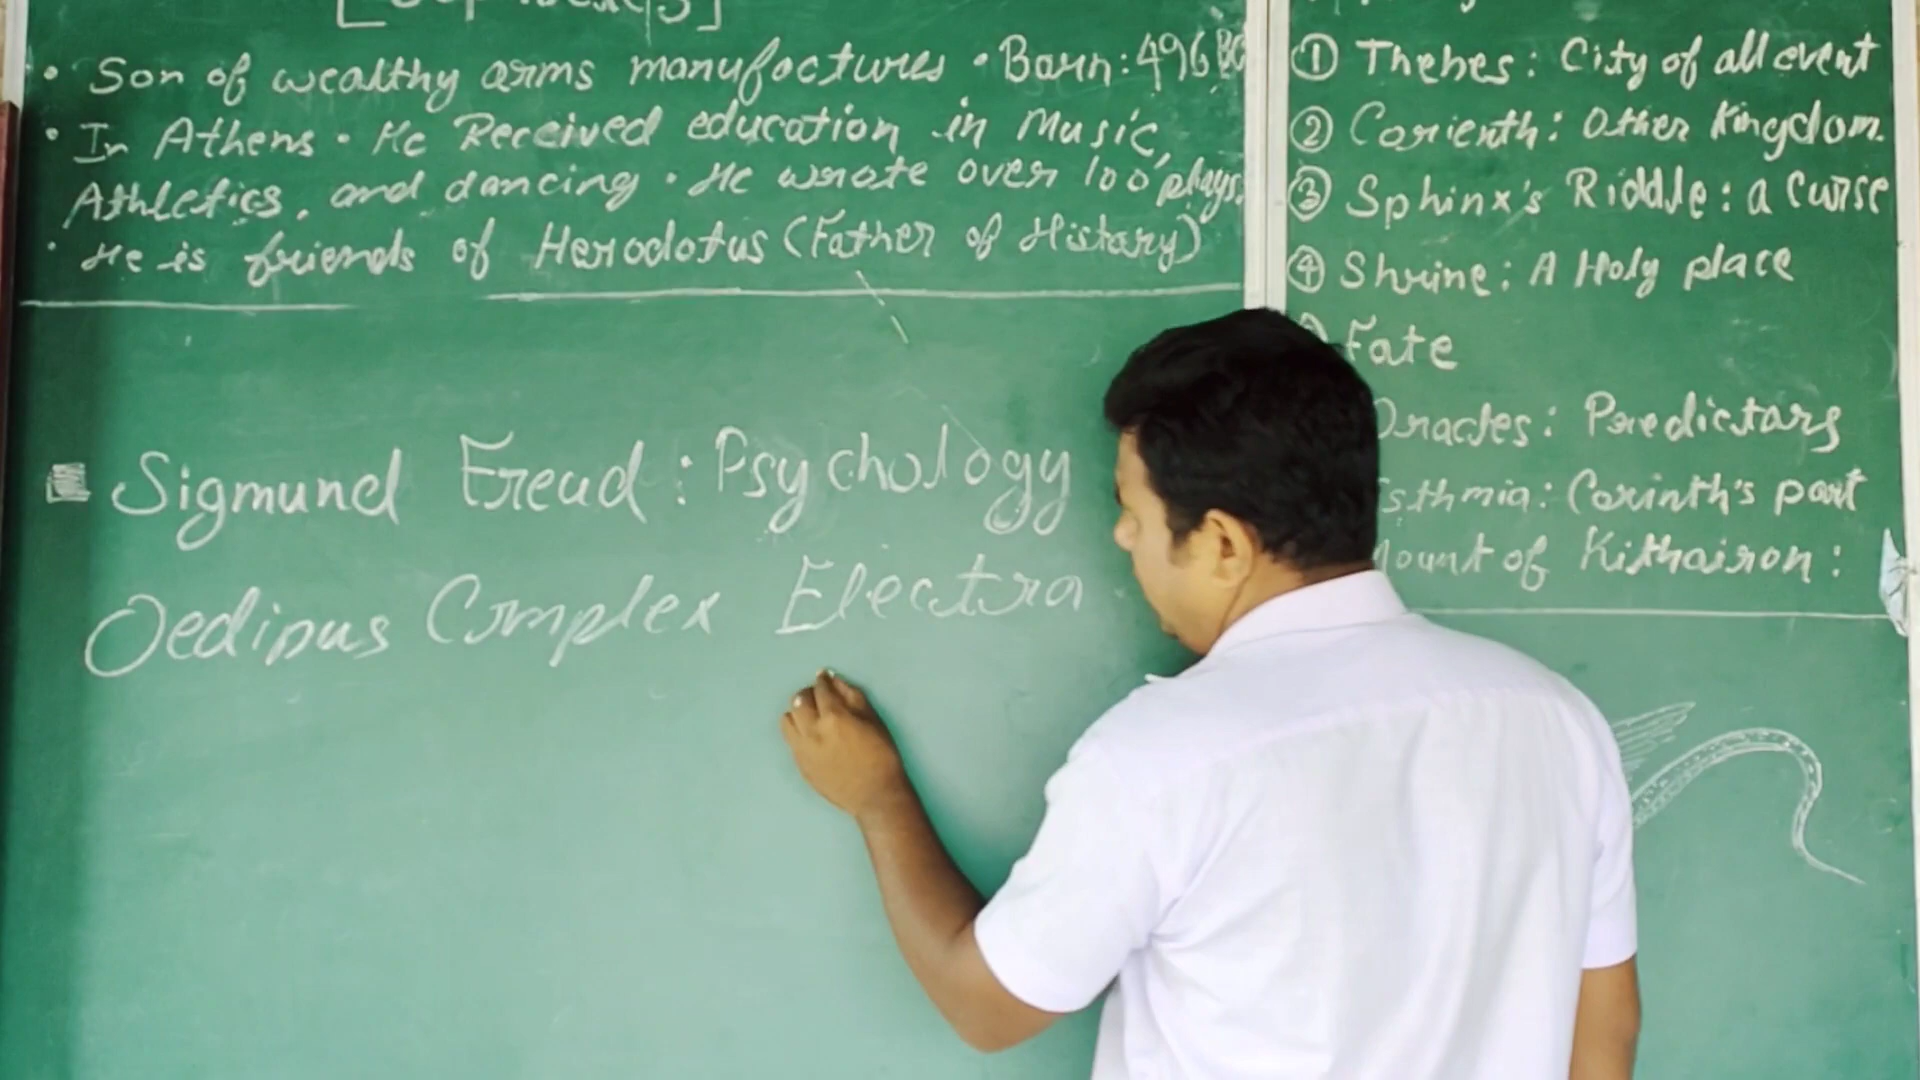 [Sophocles]
• Son of wealthy arms manufactures • Born: 496 BC
• In Athens • He Received education in Music,
Athletics, and dancing • He wrote over 100 plays.
• He is friends of Herodotus (Father of History)
Sigmund Freud : Psychology
Oedipus Complex Electra
① Thebes: City of all event
② Corienth: Other Kingdom.
③ Sphinx's Riddle: a curse
④ Shrine: A Holy place
Fate
Oracles: Predictors
Isthmia: Corinth's part
Mount of Kithairon: